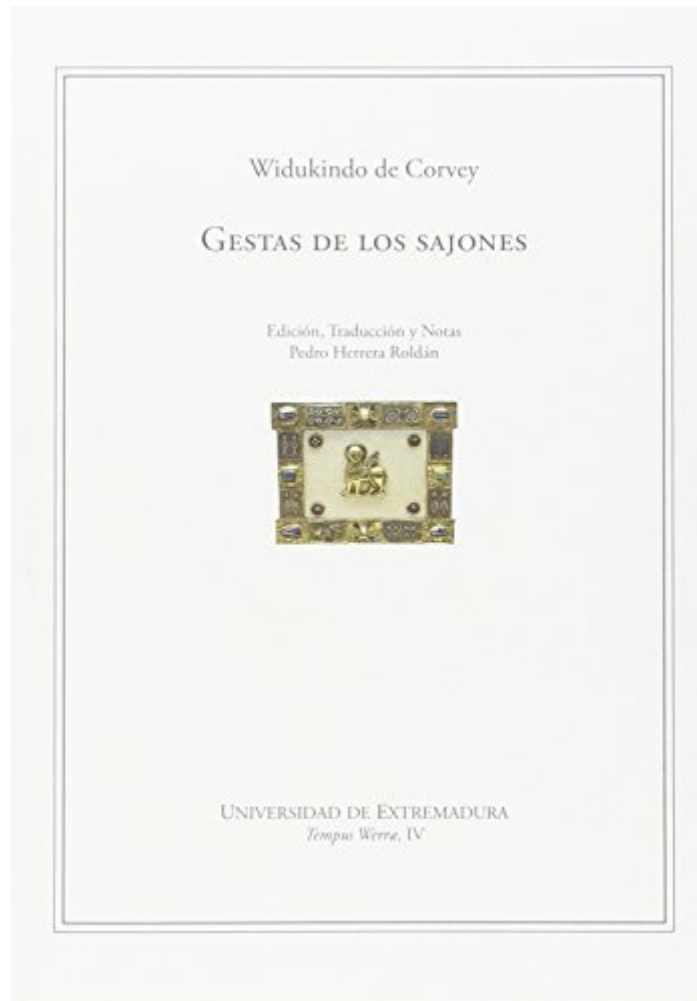 Widukindo de Corvey
GESTAS DE LOS SAJONES
Edición, Traducción y Notas
Pedro Herrera Roldán
UNIVERSIDAD DE EXTREMADURA
Tempus Werræ, IV